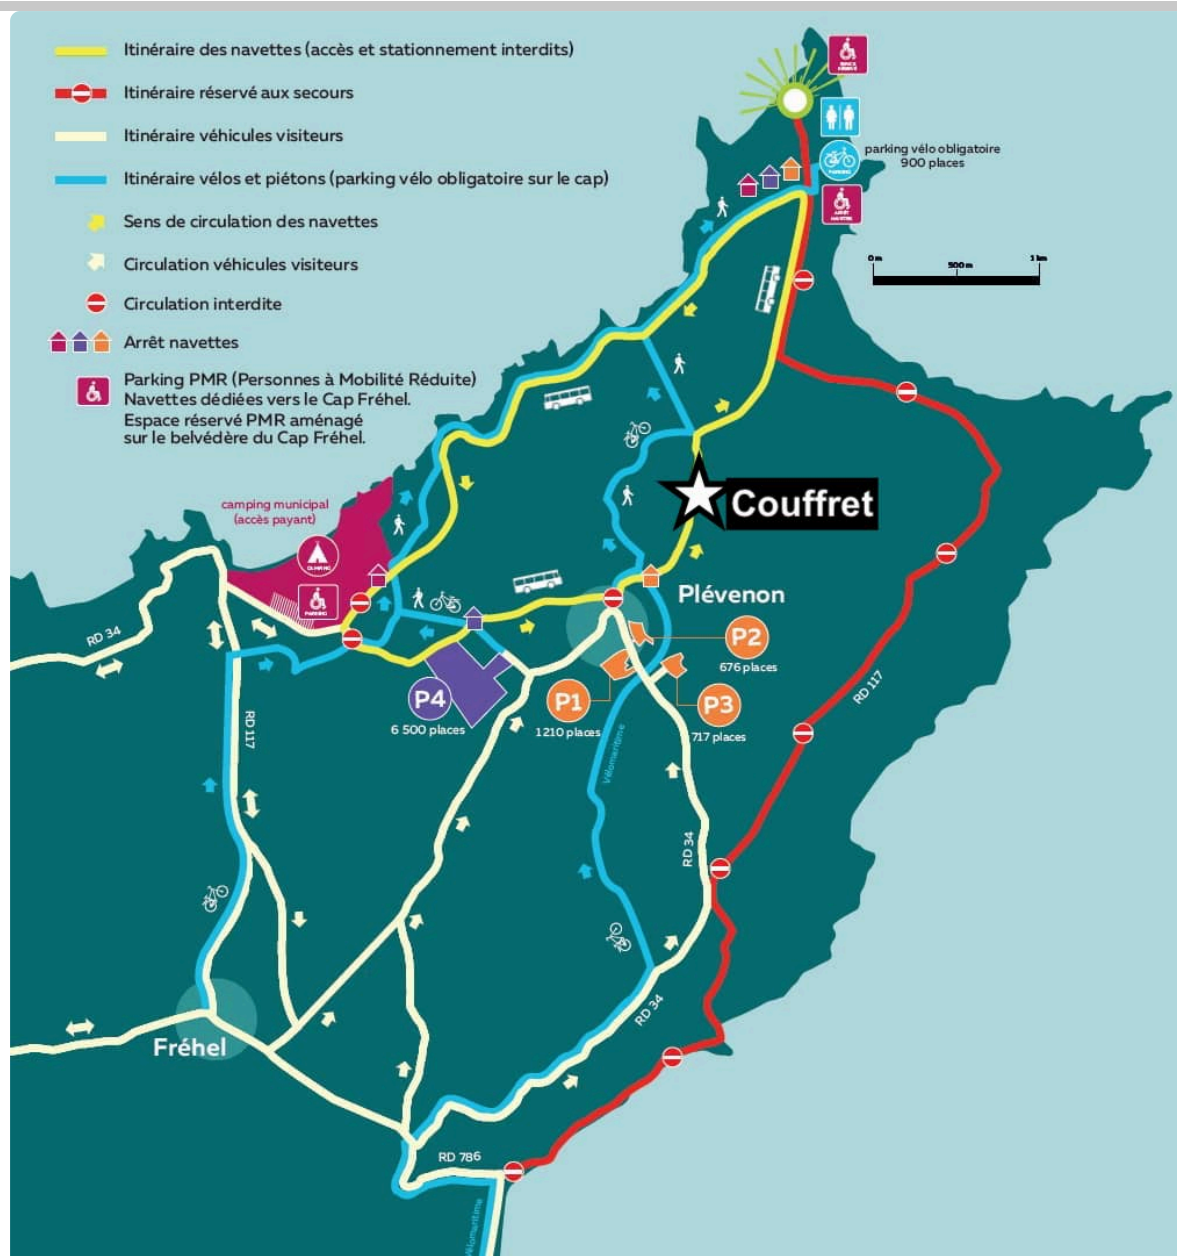 Itinéraire des navettes (accès et stationnement interdits)
Itinéraire réservé aux secours
Itinéraire véhicules visiteurs
Itinéraire vélos et piétons (parking vélo obligatoire sur le cap)
Sens de circulation des navettes
Circulation véhicules visiteurs
Circulation interdite
Arrêt navettes
Parking PMR (Personnes à Mobilité Réduite)
Navettes dédiées vers le Cap Fréhel.
Espace réservé PMR aménagé
sur le belvédère du Cap Fréhel.
parking vélo obligatoire
900 places
PARKING
ARRÊT
NAVETTES
0 m
500 m
1 km
camping municipal
(accès payant)
CAMPING
PARKING
Couffret
Plévenon
P2
676 places
P1
1210 places
P3
717 places
P4
6 500 places
RD 34
RD 117
RD 117
Vélomaritime
RD 34
RD 34
Fréhel
RD 786
Vélomaritime